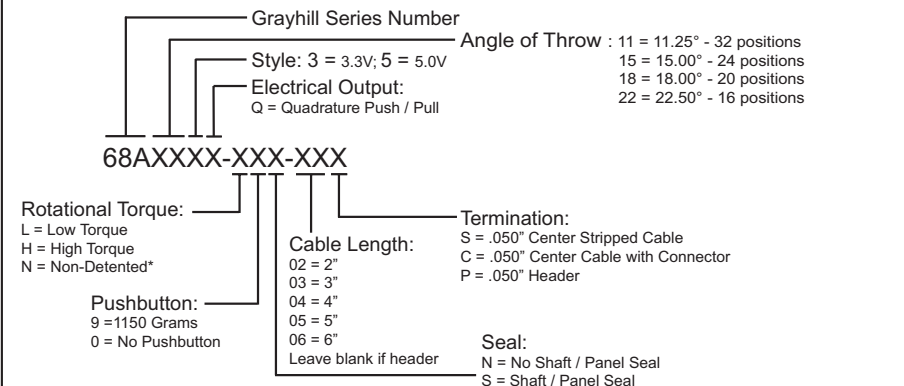 Grayhill Series Number
Angle of Throw : 11 = 11.25° - 32 positions
15 = 15.00° - 24 positions
18 = 18.00° - 20 positions
22 = 22.50° - 16 positions
Style: 3 = 3.3V; 5 = 5.0V
Electrical Output:
Q = Quadrature Push / Pull
68AXXXX-XXX-XXX
Rotational Torque:
L = Low Torque
H = High Torque
N = Non-Detented*
Pushbutton:
9 =1150 Grams
0 = No Pushbutton
Cable Length:
02 = 2”
03 = 3”
04 = 4”
05 = 5”
06 = 6”
Leave blank if header
Termination:
S = .050” Center Stripped Cable
C = .050” Center Cable with Connector
P = .050” Header
Seal:
N = No Shaft / Panel Seal
S = Shaft / Panel Seal